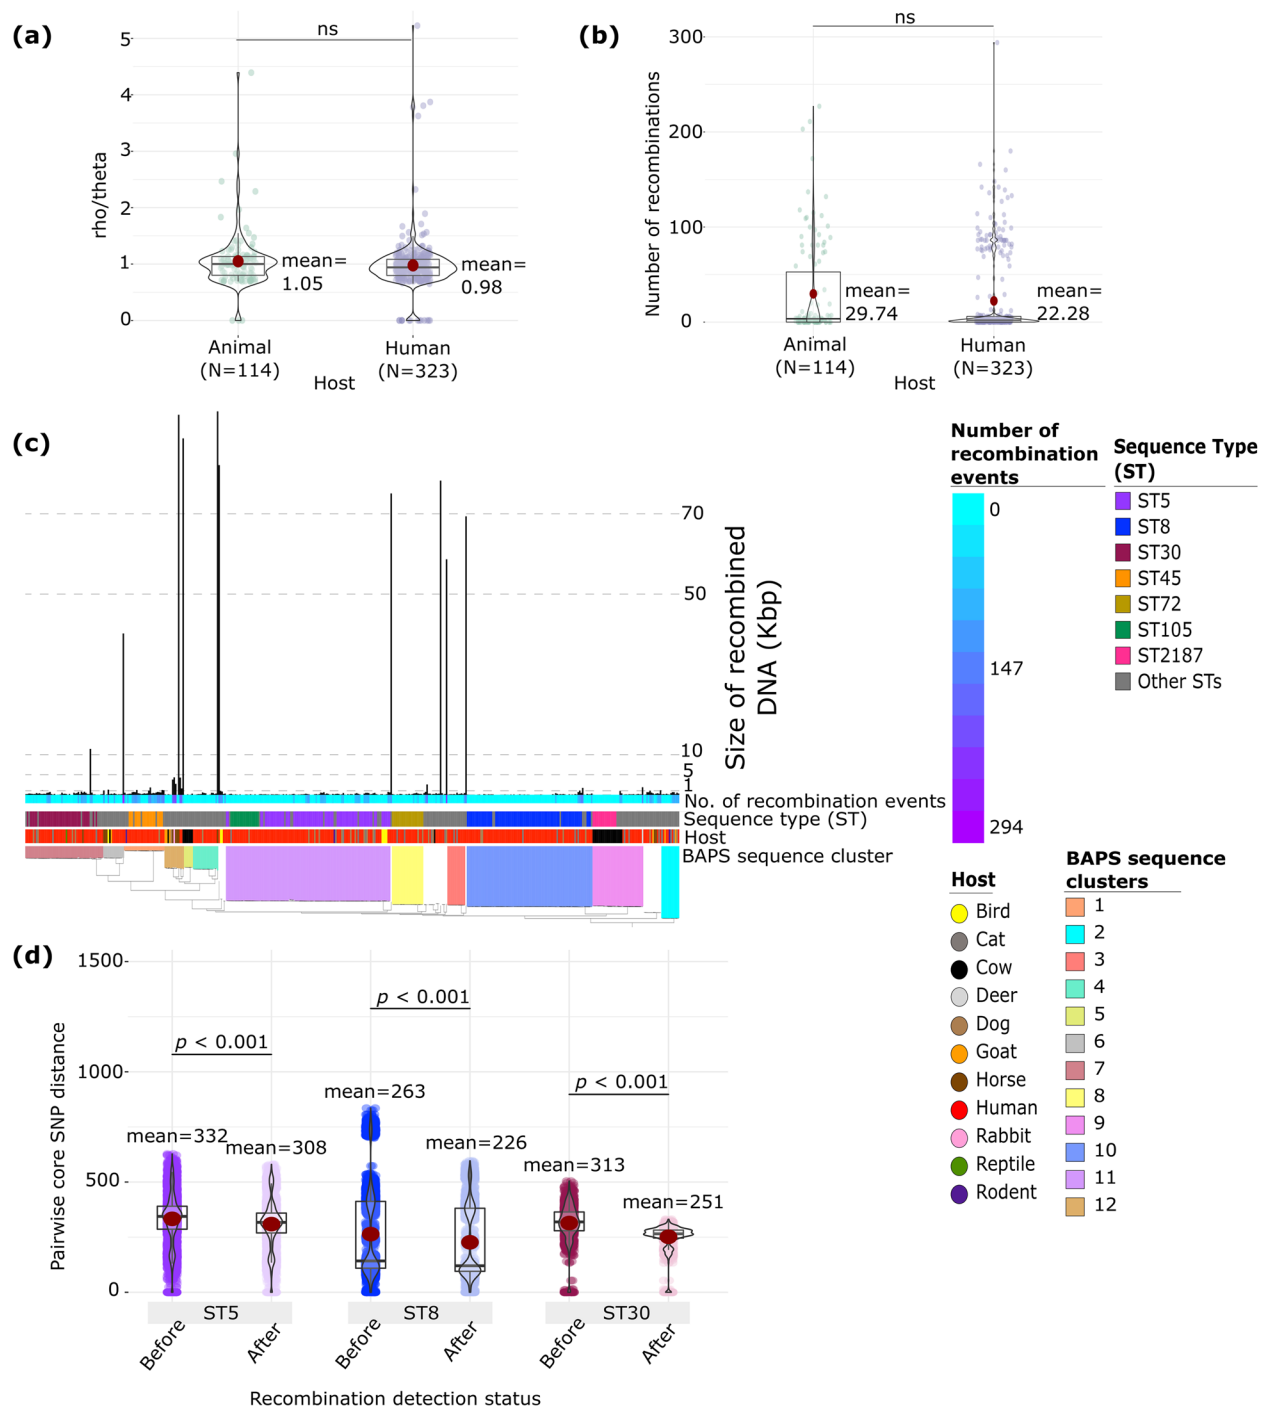 (a)
ns
5
4
3
2
1
0
rho/theta
mean=
1.05
mean=
0.98
Animal
(N=114)
Human
(N=323)
Host
(b)
ns
300
200
100
0
Number of recombinations
mean=
29.74
mean=
22.28
Animal
(N=114)
Human
(N=323)
Host
(c)
70
50
10
5
1
Size of recombined
DNA (Kbp)
No. of recombination events
Sequence type (ST)
Host
BAPS sequence cluster
Number of
recombination
events
0
147
294
Sequence Type
(ST)
ST5
ST8
ST30
ST45
ST72
ST105
ST2187
Other STs
Host
Bird
Cat
Cow
Deer
Dog
Goat
Horse
Human
Rabbit
Reptile
Rodent
BAPS sequence
clusters
1
2
3
4
5
6
7
8
9
10
11
12
(d)
1500
1000
500
0
Pairwise core SNP distance
p < 0.001
p < 0.001
p < 0.001
mean=332
mean=308
mean=263
mean=226
mean=313
mean=251
ST5
ST8
ST30
Before
After
Before
After
Before
After
Recombination detection status